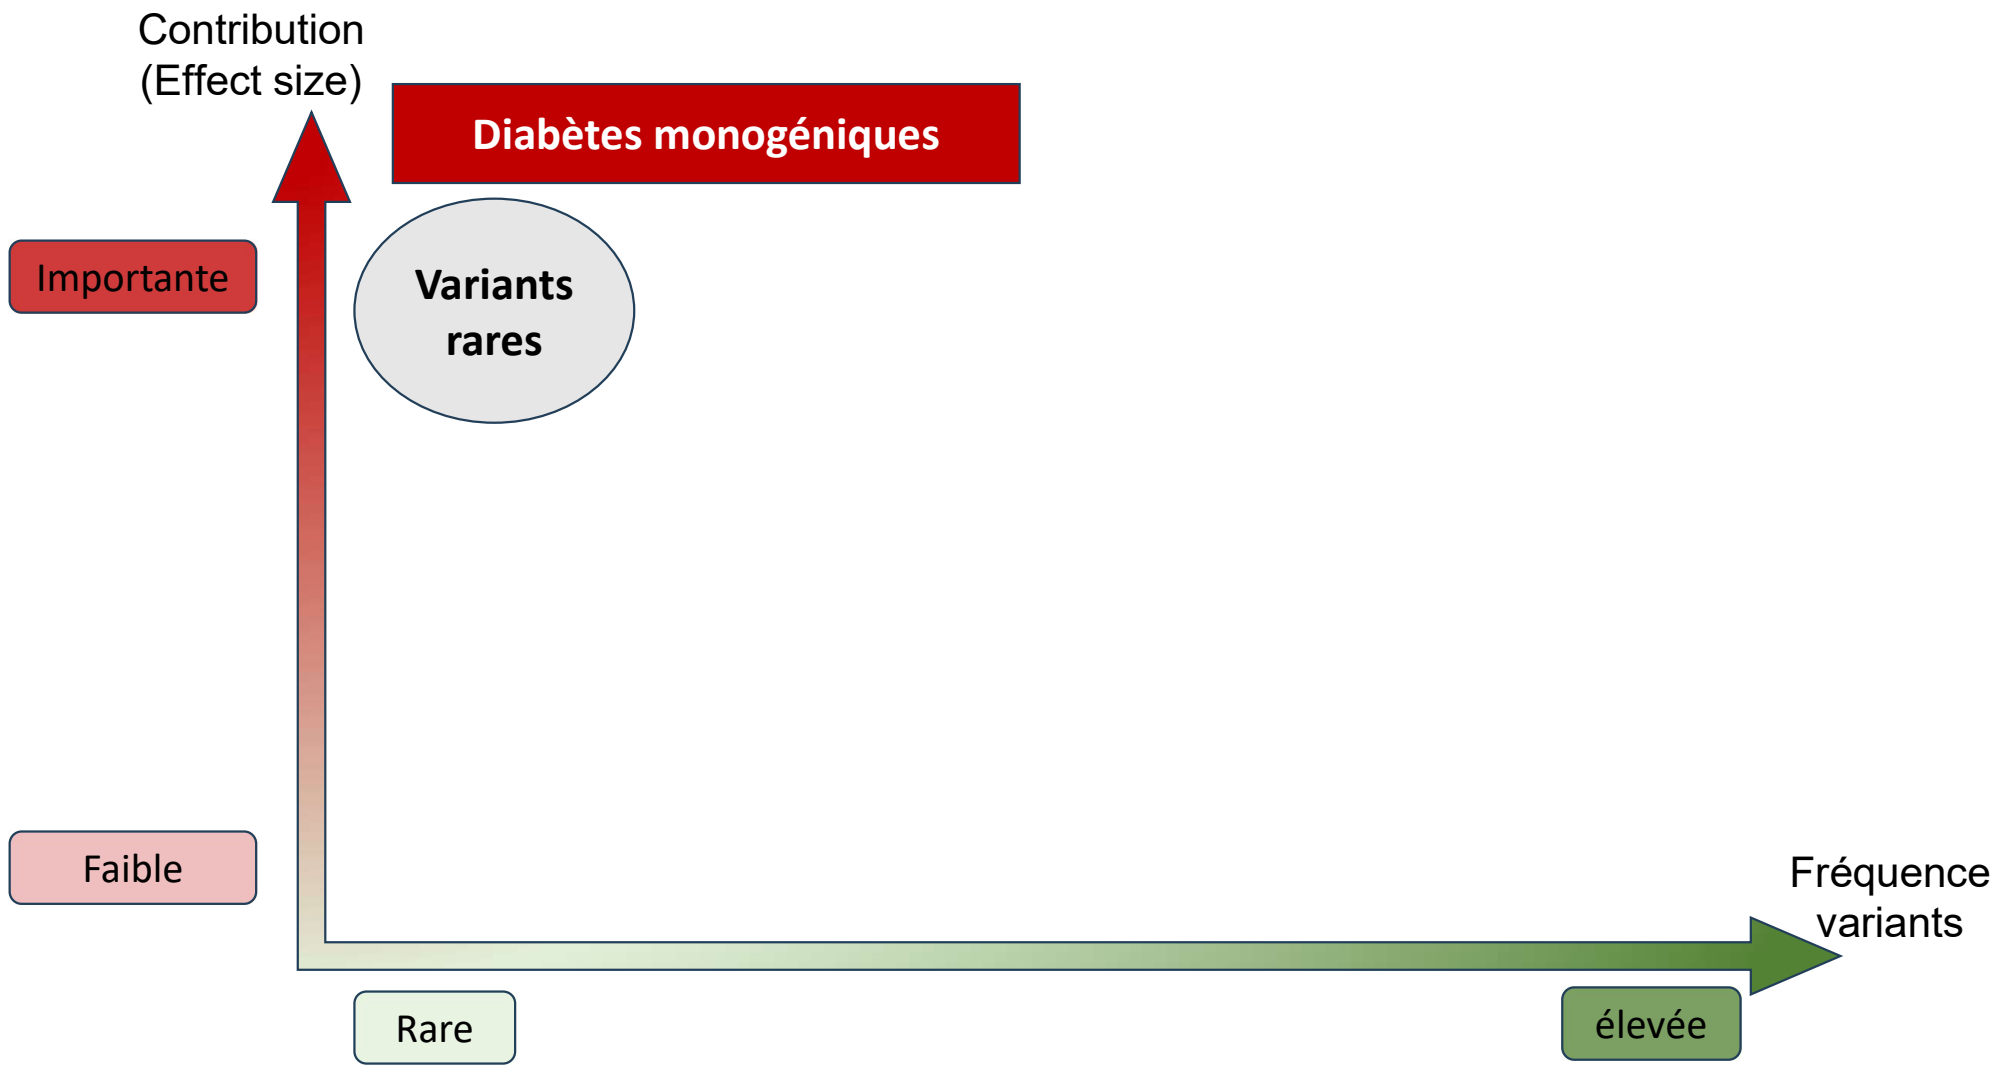 Contribution
(Effect size)
Diabètes monogéniques
Importante
Variants
rares
Faible
Fréquence
variants
Rare
élevée